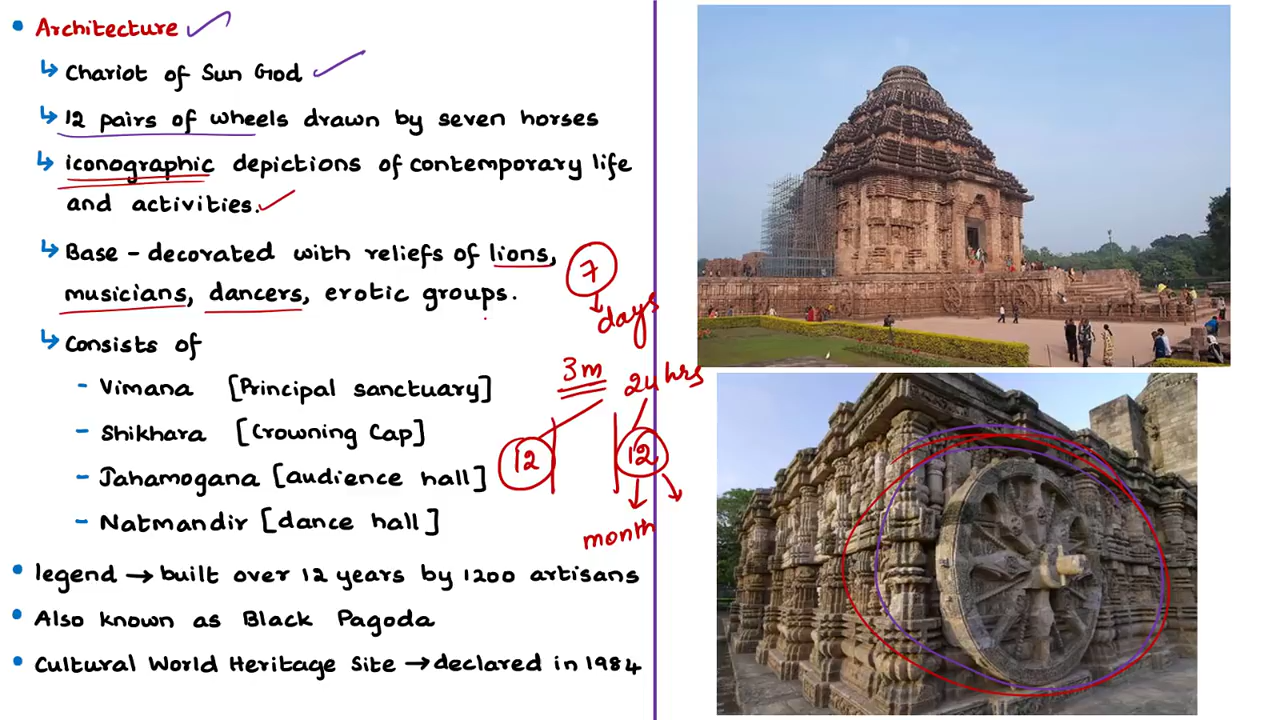 Architecture
Chariot of Sun God
12 pairs of wheels drawn by seven horses
iconographic depictions of contemporary life
and activities.
Base - decorated with reliefs of lions,
musicians, dancers, erotic groups.
7
days
Consists of
3m 24 hrs
- Vimana [Principal sanctuary]
- Shikhara [Crowning Cap]
12 12
- Jahamogana [audience hall]
- Natmandir [dance hall]
month
legend → built over 12 years by 1200 artisans
Also known as Black Pagoda
Cultural World Heritage Site → declared in 1984